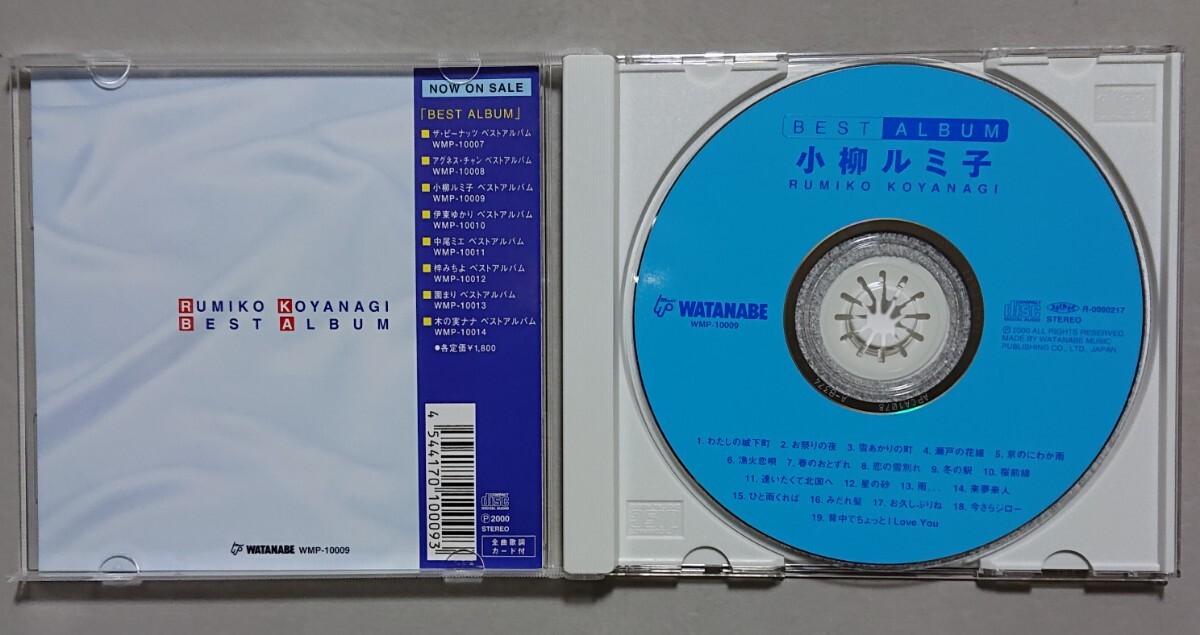 RUMIKO KOYANAGI
BEST ALBUM
WATANABE WMP-10009
NOW ON SALE
「BEST ALBUM」
ザ・ピーナッツ ベストアルバム
WMP-10007
アグネス・チャン ベストアルバム
WMP-10008
小柳ルミ子 ベストアルバム
WMP-10009
伊東ゆかり ベストアルバム
WMP-10010
中尾ミエ ベストアルバム
WMP-10011
梓みちよ ベストアルバム
WMP-10012
園まり ベストアルバム
WMP-10013
木の実ナナ ベストアルバム
WMP-10014
●各定価¥1,800
4 544170 100093
COMPACT
disc
DIGITAL AUDIO
Ⓟ2000
STEREO
全曲歌詞
カード付
BEST ALBUM
小柳ルミ子
RUMIKO KOYANAGI
WATANABE
WMP-10009
COMPACT
disc
DIGITAL AUDIO
STEREO
R-0090217
Ⓟ2000 ALL RIGHTS RESERVED.
MADE BY WATANABE MUSIC
PUBLISHING CO., LTD. JAPAN.
1. わたしの城下町 2. お祭りの夜 3. 雪あかりの町 4. 瀬戸の花嫁 5. 京のにわか雨
6. 漁火恋唄 7. 春のおとずれ 8. 恋の雪別れ 9. 冬の駅 10. 桜前線
11. 逢いたくて北国へ 12. 星の砂 13. 雨... 14. 来夢来人
15. ひと雨くれば 16. みだれ髪 17. お久しぶりね 18. 今さらジロー
19. 背中でちょっと I Love You